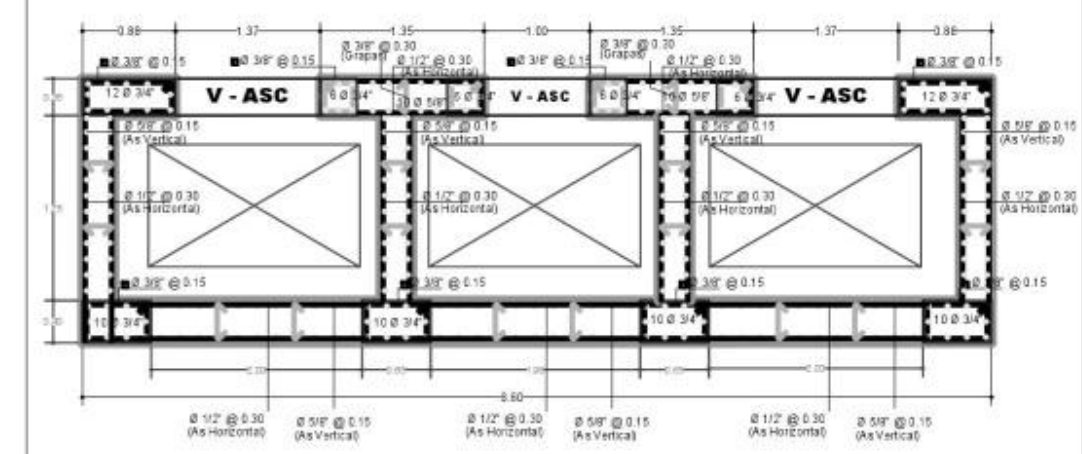 0.88 1.37 1.35 1.00 1.35 1.37 0.88
Ø 3/8" @ 0.30
(Grapas)
Ø 3/8" @ 0.30
(Grapas)
■Ø 3/8" @ 0.15
■Ø 3/8" @ 0.15
Ø 1/2" @ 0.30
(As Horizontal)
■Ø 3/8" @ 0.15
Ø 1/2" @ 0.30
(As Horizontal)
■Ø 3/8" @ 0.15
12 Ø 3/4"
V - ASC
6 Ø 3/4"
10 Ø 5/8"
6 Ø 3/4"
V - ASC
6 Ø 3/4"
10 Ø 5/8"
6 Ø 3/4"
V - ASC
12 Ø 3/4"
Ø 5/8" @ 0.15
(As Vertical)
Ø 5/8" @ 0.15
(As Vertical)
Ø 5/8" @ 0.15
(As Vertical)
Ø 5/8" @ 0.15
(As Vertical)
Ø 1/2" @ 0.30
(As Horizontal)
Ø 1/2" @ 0.30
(As Horizontal)
Ø 1/2" @ 0.30
(As Horizontal)
Ø 1/2" @ 0.30
(As Horizontal)
■Ø 3/8" @ 0.15
■Ø 3/8" @ 0.15
■Ø 3/8" @ 0.15
■Ø 3/8" @ 0.15
10 Ø 3/4"
10 Ø 3/4"
10 Ø 3/4"
10 Ø 3/4"
8.60
Ø 1/2" @ 0.30
(As Horizontal)
Ø 5/8" @ 0.15
(As Vertical)
Ø 1/2" @ 0.30
(As Horizontal)
Ø 5/8" @ 0.15
(As Vertical)
Ø 1/2" @ 0.30
(As Horizontal)
Ø 5/8" @ 0.15
(As Vertical)